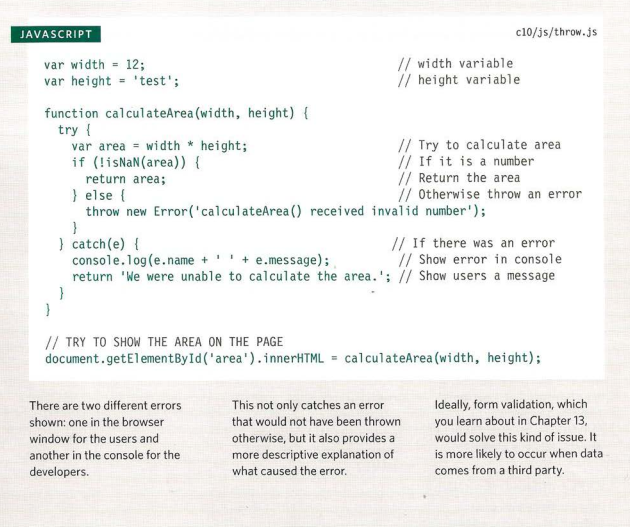 JAVASCRIPT
c10/js/throw.js
var width = 12; // width variable
var height = 'test'; // height variable
function calculateArea(width, height) {
try {
var area = width * height; // Try to calculate area
if (!isNaN(area)) { // If it is a number
return area; // Return the area
} else { // Otherwise throw an error
throw new Error('calculateArea() received invalid number');
}
} catch(e) { // If there was an error
console.log(e.name + ' ' + e.message); // Show error in console
return 'We were unable to calculate the area.'; // Show users a message
}
}
// TRY TO SHOW THE AREA ON THE PAGE
document.getElementById('area').innerHTML = calculateArea(width, height);
There are two different errors
shown: one in the browser
window for the users and
another in the console for the
developers.
This not only catches an error
that would not have been thrown
otherwise, but it also provides a
more descriptive explanation of
what caused the error.
Ideally, form validation, which
you learn about in Chapter 13,
would solve this kind of issue. It
is more likely to occur when data
comes from a third party.